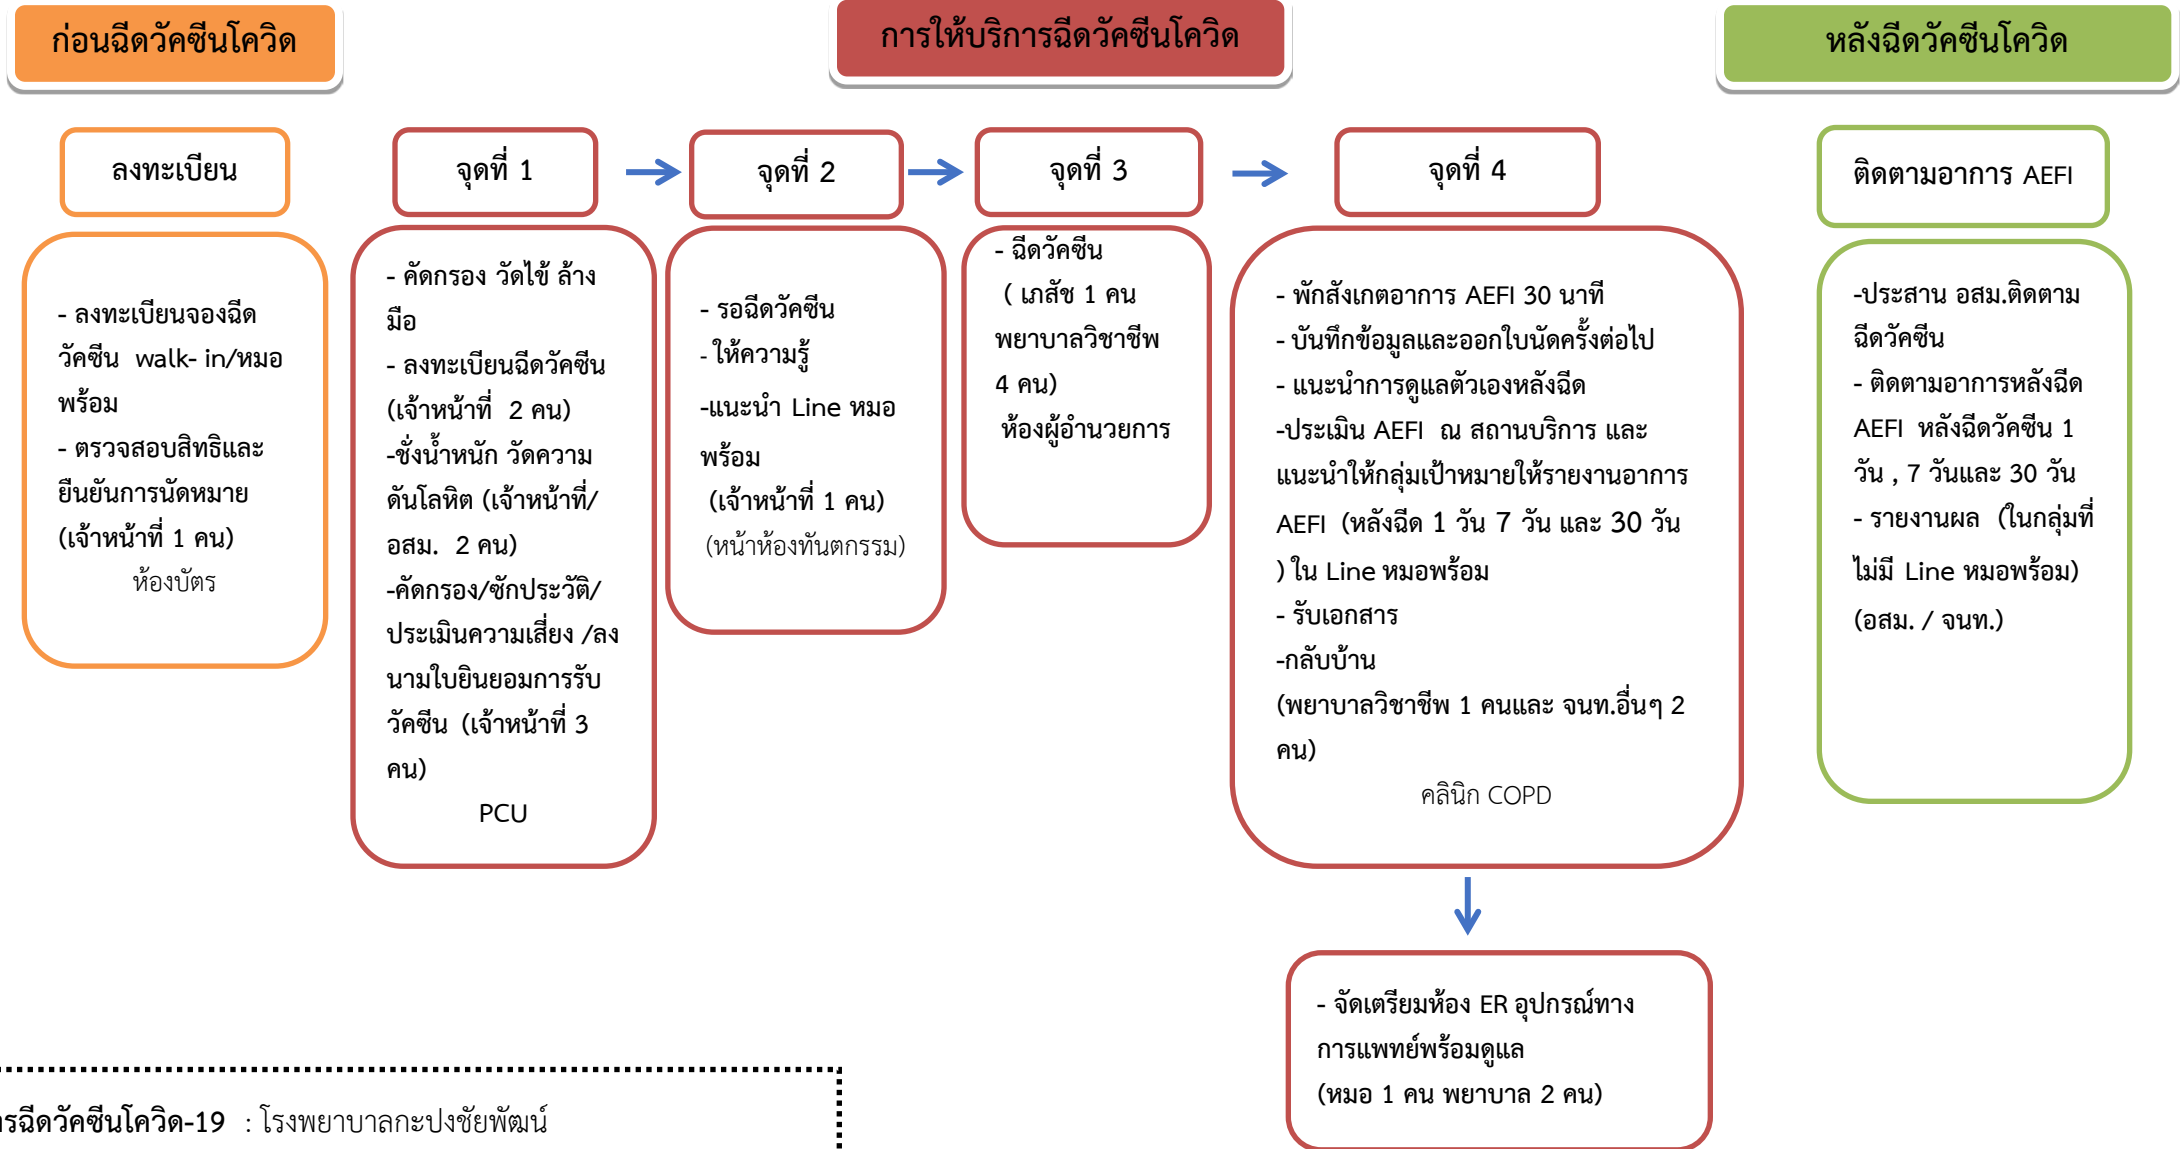 ก่อนฉีดวัคซีนโควิด
การให้บริการฉีดวัคซีนโควิด
หลังฉีดวัคซีนโควิด
ลงทะเบียน
- ลงทะเบียนจองฉีด
วัคซีน walk- in/หมอ
พร้อม
- ตรวจสอบสิทธิและ
ยืนยันการนัดหมาย
(เจ้าหน้าที่ 1 คน)
ห้องบัตร
จุดที่ 1
- คัดกรอง วัดไข้ ล้าง
มือ
- ลงทะเบียนฉีดวัคซีน
(เจ้าหน้าที่ 2 คน)
-ชั่งน้ำหนัก วัดความ
ดันโลหิต (เจ้าหน้าที่/
อสม. 2 คน)
-คัดกรอง/ซักประวัติ/
ประเมินความเสี่ยง /ลง
นามใบยินยอมการรับ
วัคซีน (เจ้าหน้าที่ 3
คน)
PCU
จุดที่ 2
- รอฉีดวัคซีน
- ให้ความรู้
-แนะนำ Line หมอ
พร้อม
(เจ้าหน้าที่ 1 คน)
(หน้าห้องทันตกรรม)
จุดที่ 3
- ฉีดวัคซีน
( เภสัช 1 คน
พยาบาลวิชาชีพ
4 คน)
ห้องผู้อำนวยการ
จุดที่ 4
- พักสังเกตอาการ AEFI 30 นาที
- บันทึกข้อมูลและออกใบนัดครั้งต่อไป
- แนะนำการดูแลตัวเองหลังฉีด
-ประเมิน AEFI ณ สถานบริการ และ
แนะนำให้กลุ่มเป้าหมายให้รายงานอาการ
AEFI (หลังฉีด 1 วัน 7 วัน และ 30 วัน
) ใน Line หมอพร้อม
- รับเอกสาร
-กลับบ้าน
(พยาบาลวิชาชีพ 1 คนและ จนท.อื่นๆ 2
คน)
คลินิก COPD
- จัดเตรียมห้อง ER อุปกรณ์ทาง
การแพทย์พร้อมดูแล
(หมอ 1 คน พยาบาล 2 คน)
ติดตามอาการ AEFI
-ประสาน อสม.ติดตาม
ฉีดวัคซีน
- ติดตามอาการหลังฉีด
AEFI หลังฉีดวัคซีน 1
วัน , 7 วันและ 30 วัน
- รายงานผล (ในกลุ่มที่
ไม่มี Line หมอพร้อม)
(อสม. / จนท.)
ารฉีดวัคซีนโควิด-19 : โรงพยาบาลกะปงชัยพัฒน์